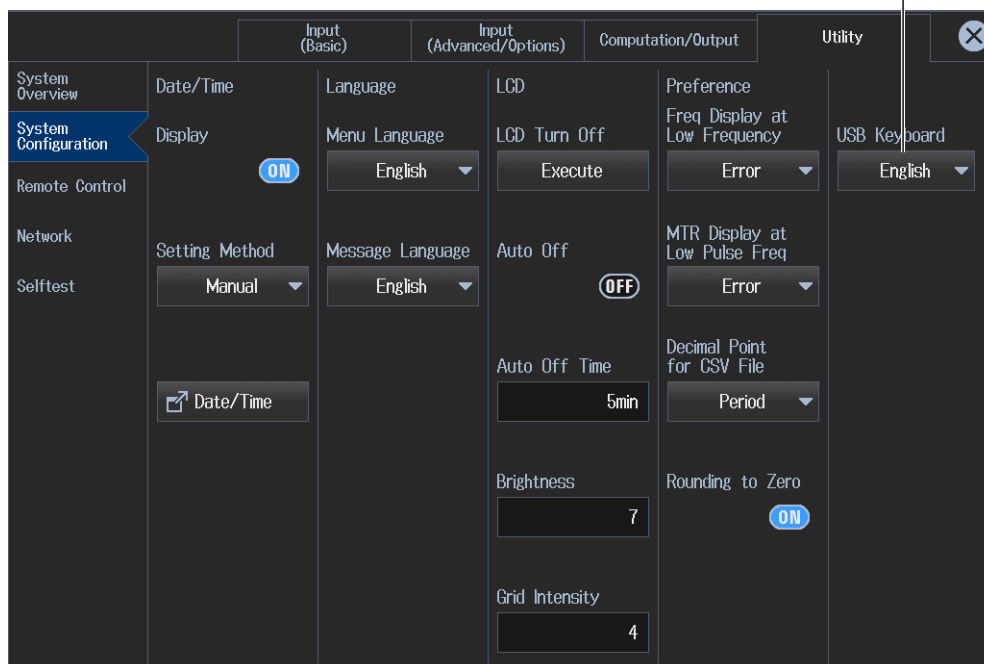 Input
(Basic)
Input
(Advanced/Options)
Computation/Output
Utility
System
Overview
System
Configuration
Remote Control
Network
Selftest
Date/Time
Display
ON
Setting Method
Manual
Date/Time
Language
Menu Language
English
Message Language
English
LCD
LCD Turn Off
Execute
Auto Off
OFF
Auto Off Time
5min
Brightness
7
Grid Intensity
4
Preference
Freq Display at
Low Frequency
Error
MTR Display at
Low Pulse Freq
Error
Decimal Point
for CSV File
Period
Rounding to Zero
ON
USB Keyboard
English